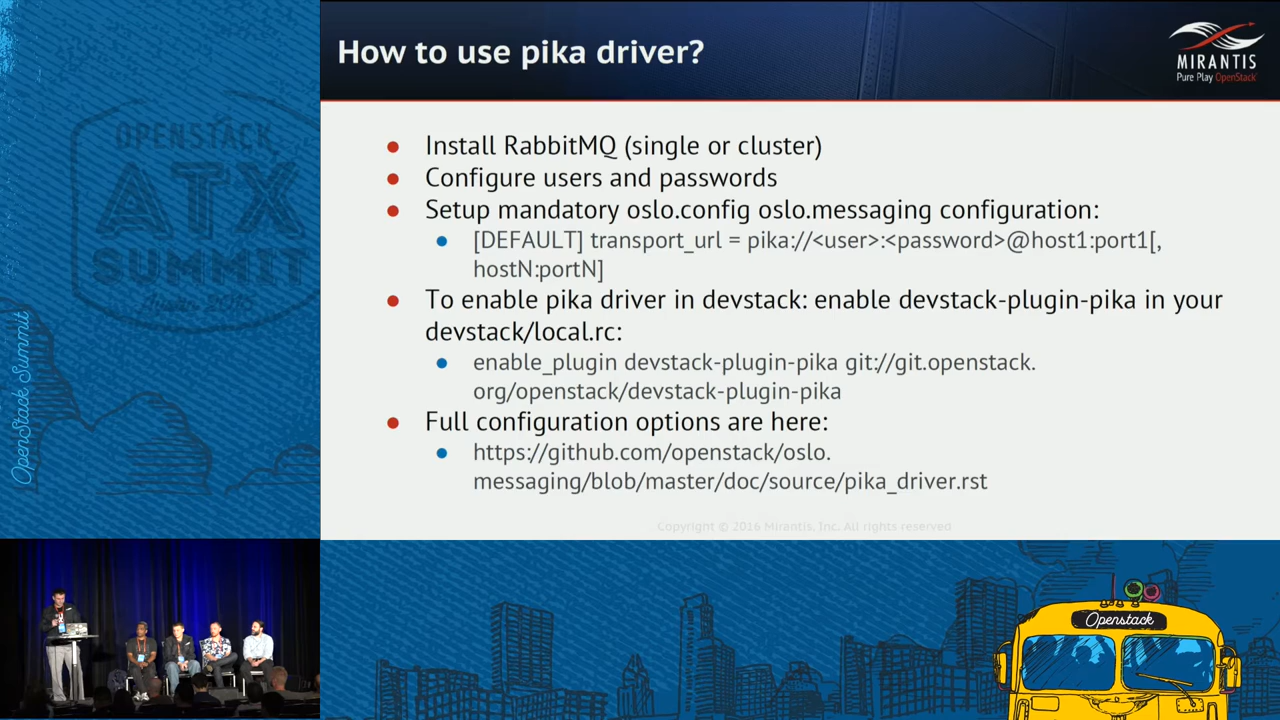 How to use pika driver?
MIRANTIS
Pure Play OpenStack
OPENSTACK
ATX
SUMMIT
Austin 2016
OpenStack Summit
Install RabbitMQ (single or cluster)
Configure users and passwords
Setup mandatory oslo.config oslo.messaging configuration:
[DEFAULT] transport_url = pika://<user>:<password>@host1:port1[,
hostN:portN]
To enable pika driver in devstack: enable devstack-plugin-pika in your
devstack/local.rc:
enable_plugin devstack-plugin-pika git://git.openstack.
org/openstack/devstack-plugin-pika
Full configuration options are here:
https://github.com/openstack/oslo.
messaging/blob/master/doc/source/pika_driver.rst
Copyright © 2016 Mirantis, Inc. All rights reserved
Openstack